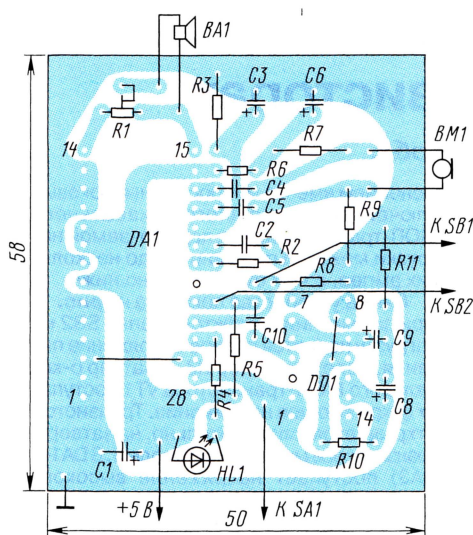 BA1
R3
C3
C6
R1
R7
BM1
14
15
R6
C4
C5
R9
К SB1
DA1
C2
R2
R11
R8
К SB2
7
8
58
C10
C9
R5
DD1
1
28
R4
1
14
C8
C1
HL1
R10
+5 В
К SA1
50